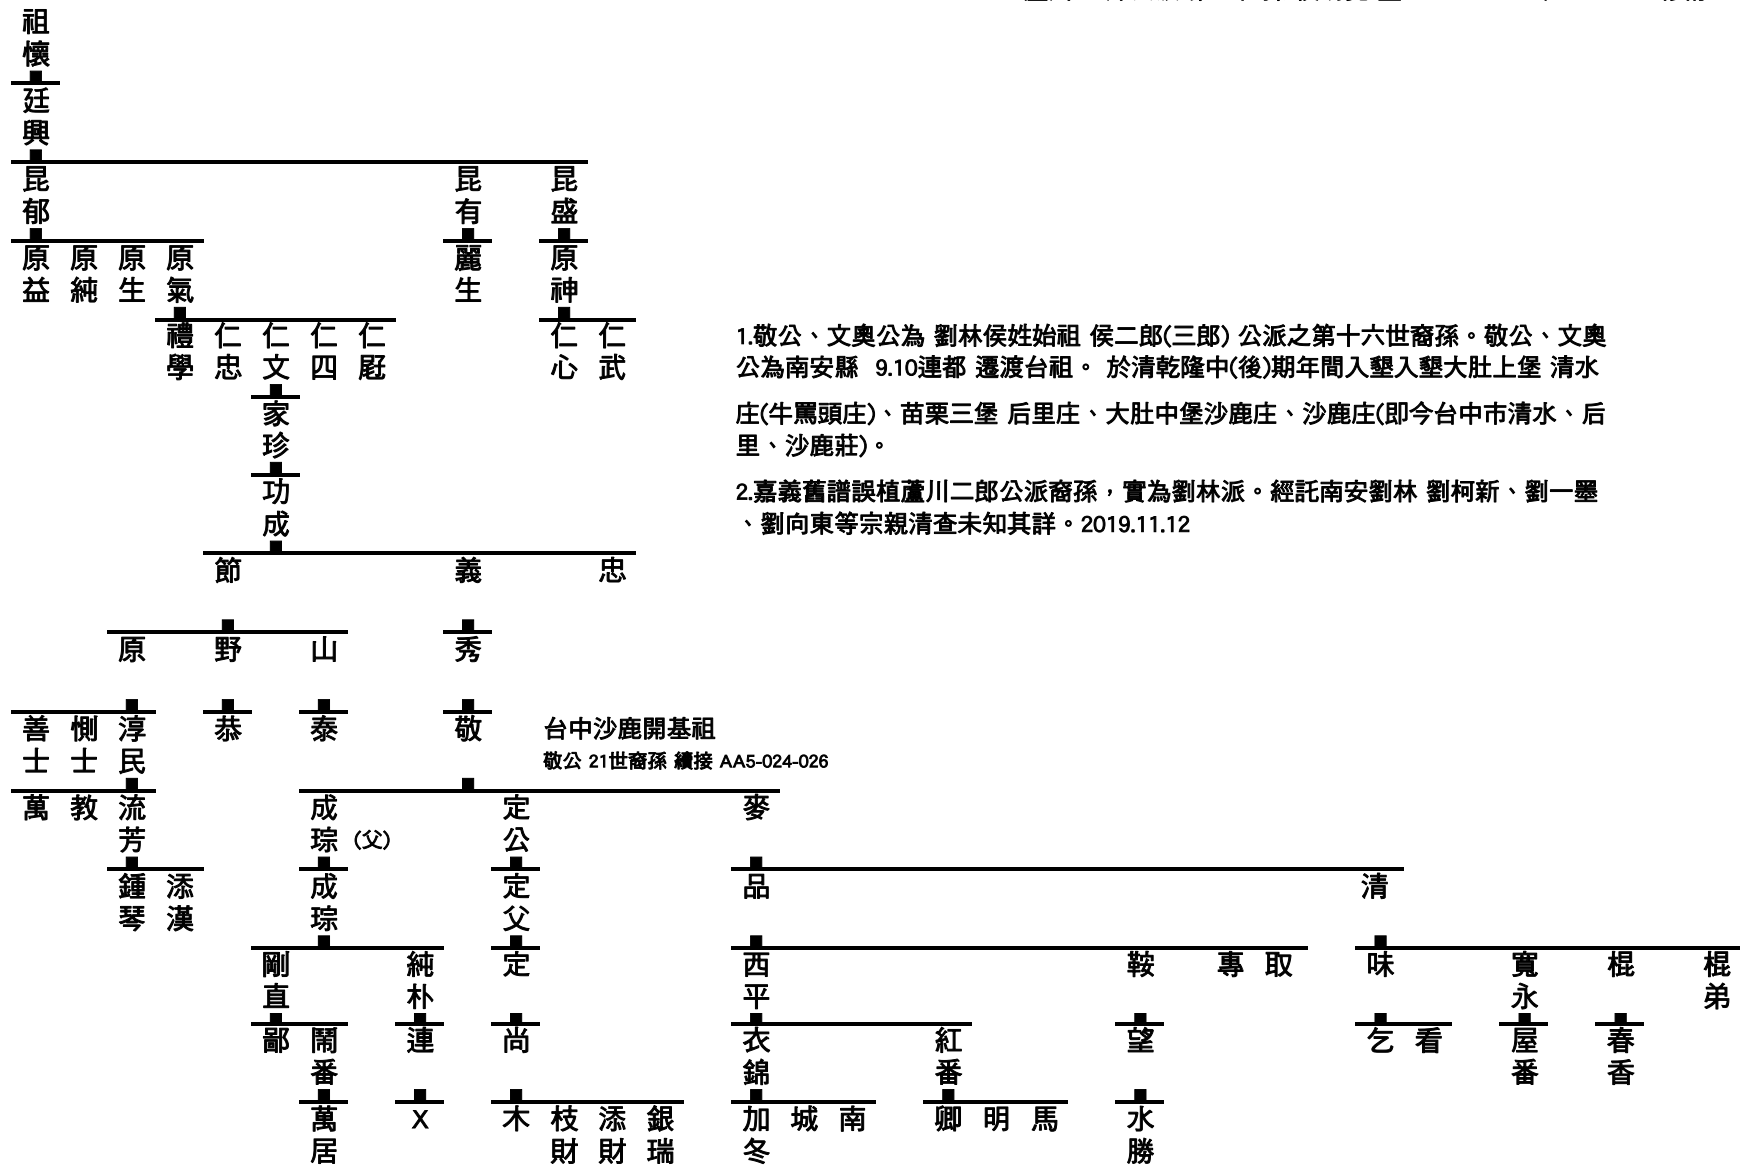 祖懷
廷興
昆郁 昆有 昆盛
原益 原純 原生 原氣 麗生 原神
禮學 仁忠 仁文 仁四 仁屘 仁心 仁武
家珍
功成
節 義 忠
原 野 山 秀
善士 惻士 淳民 恭 泰 敬
台中沙鹿開基祖
敬公 21世裔孫 續接 AA5-024-026
萬 教 流芳 成琮 (父) 定公 麥
鍾琴 添漢 成琮 定父 品 清
剛直 純朴 定 西平 鞍 專 取 味 寬永 棍 棍弟
鄙 鬧番 連 尚 衣錦 紅番 望 乞 看 屋番 春香
萬居 X 木 枝財 添財 銀瑞 加冬 城 南 卿 明 馬 水勝
1.敬公、文奧公為 劉林侯姓始祖 侯二郎(三郎) 公派之第十六世裔孫。敬公、文奧
公為南安縣 9.10連都 遷渡台祖。 於清乾隆中(後)期年間入墾入墾大肚上堡 清水
庄(牛罵頭庄)、苗栗三堡 后里庄、大肚中堡沙鹿庄、沙鹿庄(即今台中市清水、后
里、沙鹿莊)。
2.嘉義舊譜誤植蘆川二郎公派裔孫，實為劉林派。經託南安劉林 劉柯新、劉一墨
、劉向東等宗親清查未知其詳。2019.11.12